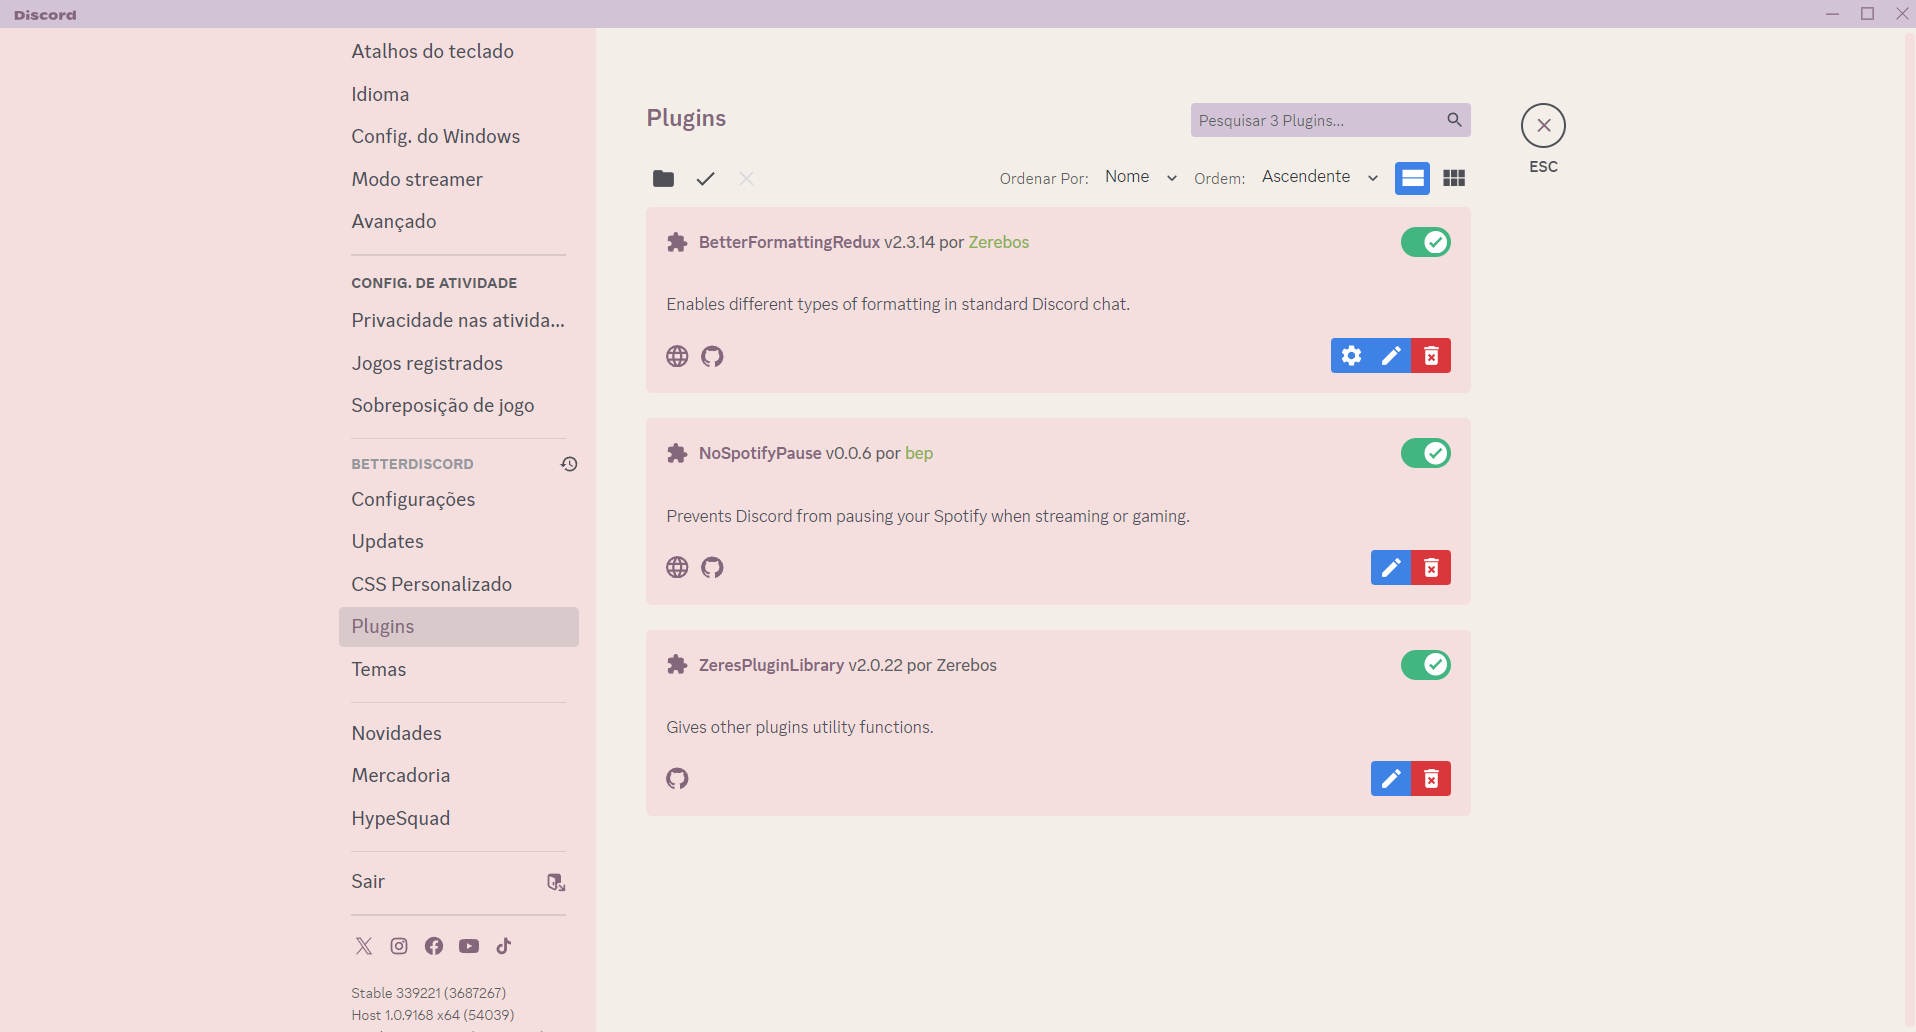 Discord
Atalhos do teclado
Idioma
Config. do Windows
Modo streamer
Avançado
CONFIG. DE ATIVIDADE
Privacidade nas ativida...
Jogos registrados
Sobreposição de jogo
BETTERDISCORD
Configurações
Updates
CSS Personalizado
Plugins
Temas
Novidades
Mercadoria
HypeSquad
Sair
Stable 339221 (3687267)
Host 1.0.9168 x64 (54039)
Plugins
Pesquisar 3 Plugins...
ESC
Ordenar Por: Nome Ordem: Ascendente
BetterFormattingRedux v2.3.14 por Zerebos
Enables different types of formatting in standard Discord chat.
NoSpotifyPause v0.0.6 por bep
Prevents Discord from pausing your Spotify when streaming or gaming.
ZeresPluginLibrary v2.0.22 por Zerebos
Gives other plugins utility functions.